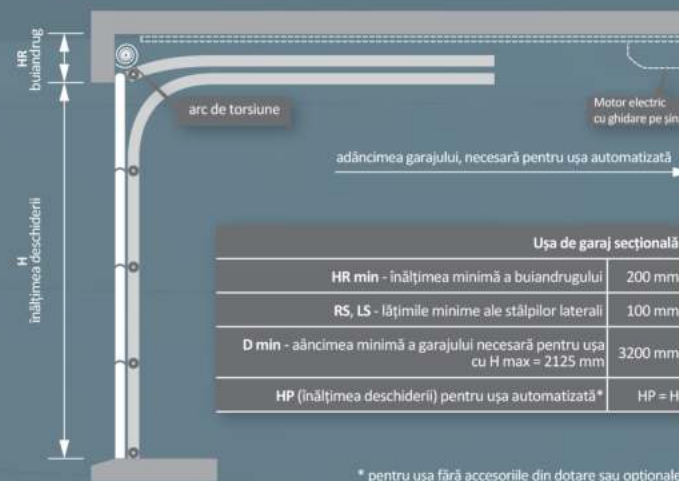 HR
buiandrug
arc de torsiune
Motor electric
cu ghidare pe șin
adâncimea garajului, necesară pentru ușa automatizată
H
înălțimea deschiderii
Ușa de garaj secțională
HR min - înălțimea minimă a buiandrugului 200 mm
RS, LS - lățimile minime ale stâlpilor laterali 100 mm
D min - aâncimea minimă a garajului necesară pentru ușa
cu H max = 2125 mm 3200 mm
HP (înălțimea deschiderii) pentru ușa automatizată* HP = H
* pentru ușa fără accesoriile din dotare sau opționale